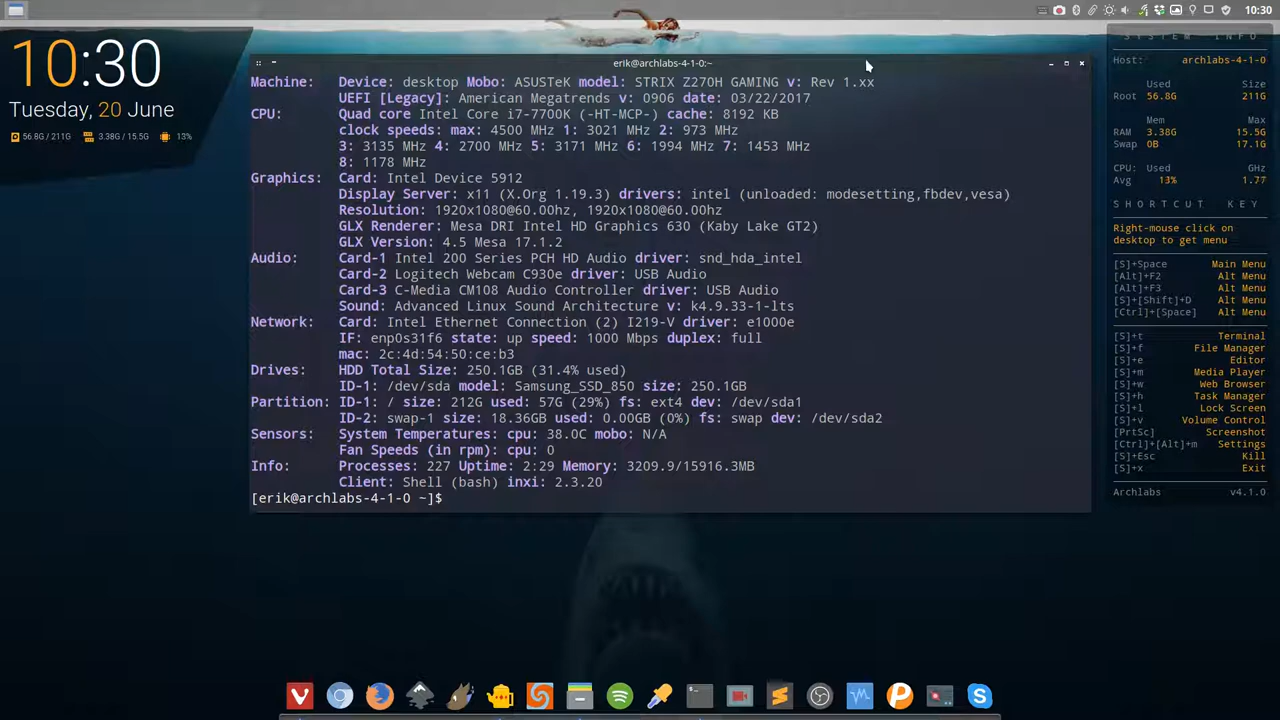 10:30
10:30
Tuesday, 20 June
56.8G / 211G 3.38G / 15.5G 13%
erik@archlabs-4-1-0:~
Machine: Device: desktop Mobo: ASUSTeK model: STRIX Z270H GAMING v: Rev 1.xx
UEFI [Legacy]: American Megatrends v: 0906 date: 03/22/2017
CPU: Quad core Intel Core i7-7700K (-HT-MCP-) cache: 8192 KB
clock speeds: max: 4500 MHz 1: 3021 MHz 2: 973 MHz
3: 3135 MHz 4: 2700 MHz 5: 3171 MHz 6: 1994 MHz 7: 1453 MHz
8: 1178 MHz
Graphics: Card: Intel Device 5912
Display Server: x11 (X.Org 1.19.3) drivers: intel (unloaded: modesetting,fbdev,vesa)
Resolution: 1920x1080@60.00hz, 1920x1080@60.00hz
GLX Renderer: Mesa DRI Intel HD Graphics 630 (Kaby Lake GT2)
GLX Version: 4.5 Mesa 17.1.2
Audio: Card-1 Intel 200 Series PCH HD Audio driver: snd_hda_intel
Card-2 Logitech Webcam C930e driver: USB Audio
Card-3 C-Media CM108 Audio Controller driver: USB Audio
Sound: Advanced Linux Sound Architecture v: k4.9.33-1-lts
Network: Card: Intel Ethernet Connection (2) I219-V driver: e1000e
IF: enp0s31f6 state: up speed: 1000 Mbps duplex: full
mac: 2c:4d:54:50:ce:b3
Drives: HDD Total Size: 250.1GB (31.4% used)
ID-1: /dev/sda model: Samsung_SSD_850 size: 250.1GB
Partition: ID-1: / size: 212G used: 57G (29%) fs: ext4 dev: /dev/sda1
ID-2: swap-1 size: 18.36GB used: 0.00GB (0%) fs: swap dev: /dev/sda2
Sensors: System Temperatures: cpu: 38.0C mobo: N/A
Fan Speeds (in rpm): cpu: 0
Info: Processes: 227 Uptime: 2:29 Memory: 3209.9/15916.3MB
Client: Shell (bash) inxi: 2.3.20
[erik@archlabs-4-1-0 ~]$
SYSTEM INFO
Host: archlabs-4-1-0
Used Size
Root 56.8G 211G
Mem Max
RAM 3.38G 15.5G
Swap 0B 17.1G
CPU: Used GHz
Avg 13% 1.77
SHORTCUT KEY
Right-mouse click on
desktop to get menu
[S]+Space Main Menu
[Alt]+F2 Alt Menu
[Alt]+F3 Alt Menu
[S]+[Shift]+D Alt Menu
[Ctrl]+[Space] Alt Menu
[S]+t Terminal
[S]+f File Manager
[S]+e Editor
[S]+m Media Player
[S]+w Web Browser
[S]+h Task Manager
[S]+l Lock Screen
[S]+v Volume Control
[PrtSc] Screenshot
[Ctrl]+[Alt]+m Settings
[S]+Esc Kill
[S]+x Exit
Archlabs v4.1.0